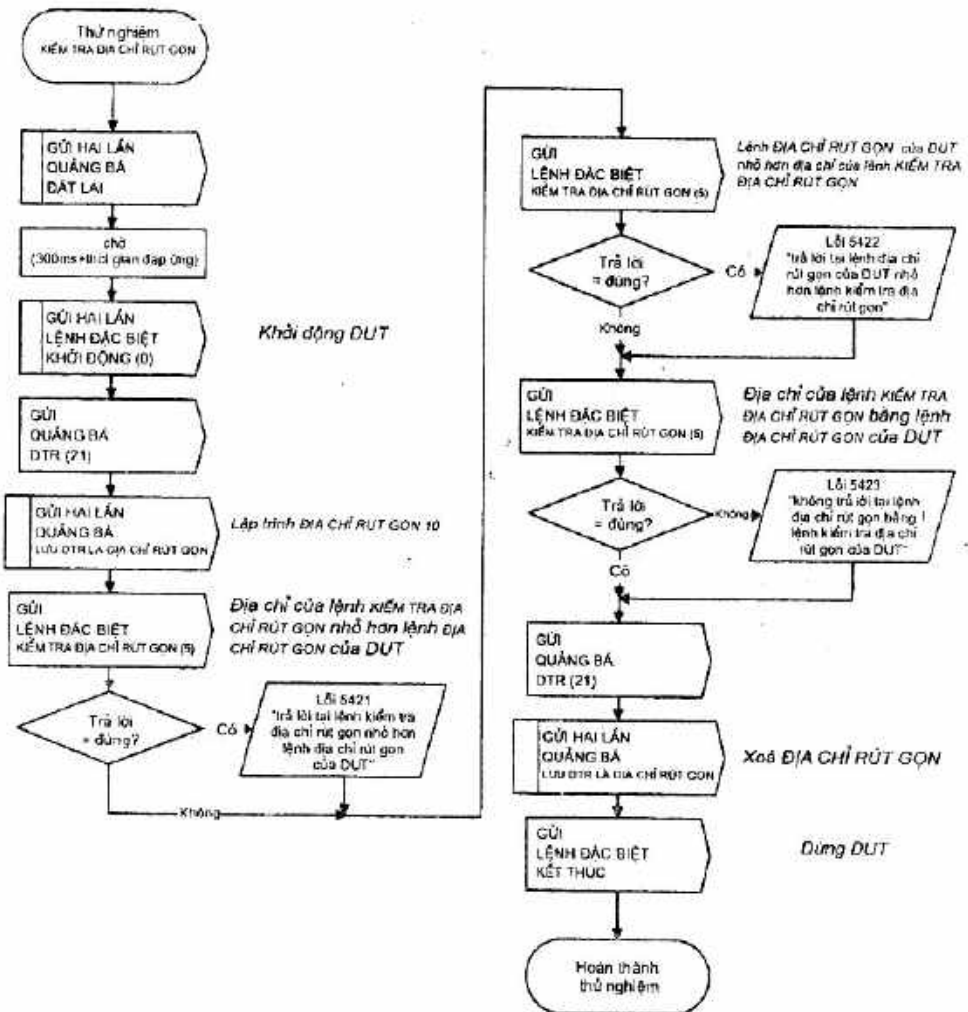 Thử nghiệm
KIỂM TRA ĐỊA CHỈ RÚT GỌN
GỬI HAI LẦN
QUẢNG BÁ
ĐẶT LẠI
chờ
(300ms+thời gian đáp ứng)
GỬI HAI LẦN
LỆNH ĐẶC BIỆT
KHỞI ĐỘNG (0)
Khởi động DUT
GỬI
QUẢNG BÁ
DTR (21)
GỬI HAI LẦN
QUẢNG BÁ
LƯU DTR LÀ ĐỊA CHỈ RÚT GỌN
Lập trình ĐỊA CHỈ RÚT GỌN 10
GỬI
LỆNH ĐẶC BIỆT
KIỂM TRA ĐỊA CHỈ RÚT GỌN (5)
Địa chỉ của lệnh KIỂM TRA ĐỊA
CHỈ RÚT GỌN nhỏ hơn lệnh ĐỊA
CHỈ RÚT GỌN của DUT
Trả lời
= đúng?
Có
Lỗi 5421
"trả lời tại lệnh kiểm tra
địa chỉ rút gọn nhỏ hơn
lệnh địa chỉ rút gọn
của DUT"
Không
GỬI
LỆNH ĐẶC BIỆT
KIỂM TRA ĐỊA CHỈ RÚT GỌN (5)
Lệnh ĐỊA CHỈ RÚT GỌN của DUT
nhỏ hơn địa chỉ của lệnh KIỂM TRA
ĐỊA CHỈ RÚT GỌN
Trả lời
= đúng?
Có
Lỗi 5422
"trả lời tại lệnh địa chỉ
rút gọn của DUT nhỏ
hơn lệnh kiểm tra địa
chỉ rút gọn"
Không
GỬI
LỆNH ĐẶC BIỆT
KIỂM TRA ĐỊA CHỈ RÚT GỌN (5)
Địa chỉ của lệnh KIỂM TRA
ĐỊA CHỈ RÚT GỌN bằng lệnh
ĐỊA CHỈ RÚT GỌN của DUT
Trả lời
= đúng?
Không
Lỗi 5423
"không trả lời tại lệnh
địa chỉ rút gọn bằng
lệnh kiểm tra địa chỉ
rút gọn của DUT"
Có
GỬI
QUẢNG BÁ
DTR (21)
GỬI HAI LẦN
QUẢNG BÁ
LƯU DTR LÀ ĐỊA CHỈ RÚT GỌN
Xoá ĐỊA CHỈ RÚT GỌN
GỬI
LỆNH ĐẶC BIỆT
KẾT THÚC
Dừng DUT
Hoàn thành
thử nghiệm